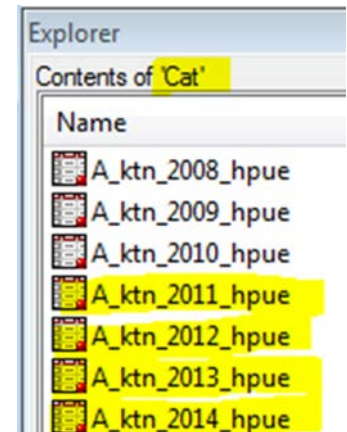 Explorer
Contents of 'Cat'
Name
A_ktn_2008_hpue
A_ktn_2009_hpue
A_ktn_2010_hpue
A_ktn_2011_hpue
A_ktn_2012_hpue
A_ktn_2013_hpue
A_ktn_2014_hpue